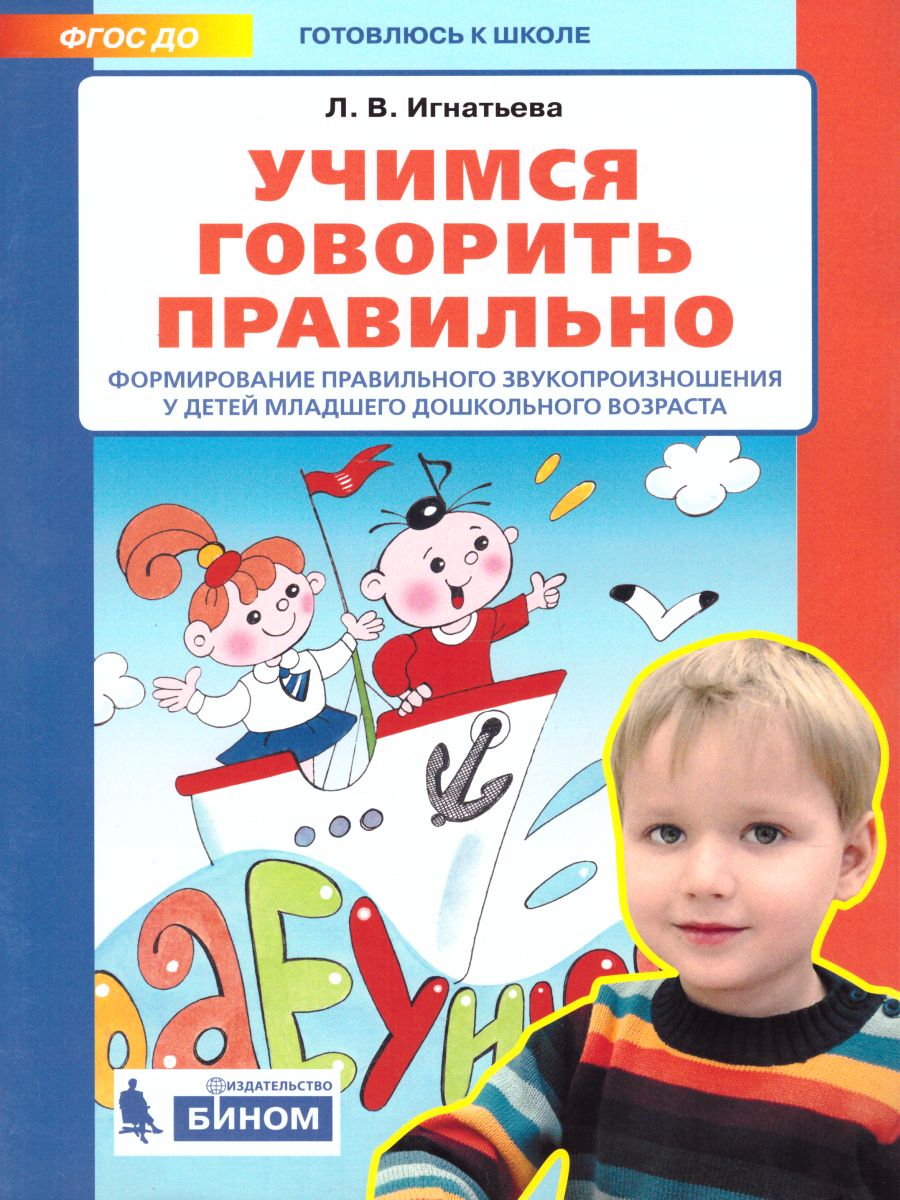 ФГОС ДО
ГОТОВЛЮСЬ К ШКОЛЕ
Л. В. Игнатьева
УЧИМСЯ
ГОВОРИТЬ
ПРАВИЛЬНО
ФОРМИРОВАНИЕ ПРАВИЛЬНОГО ЗВУКОПРОИЗНОШЕНИЯ
У ДЕТЕЙ МЛАДШЕГО ДОШКОЛЬНОГО ВОЗРАСТА
ИЗДАТЕЛЬСТВО
БИНОМ